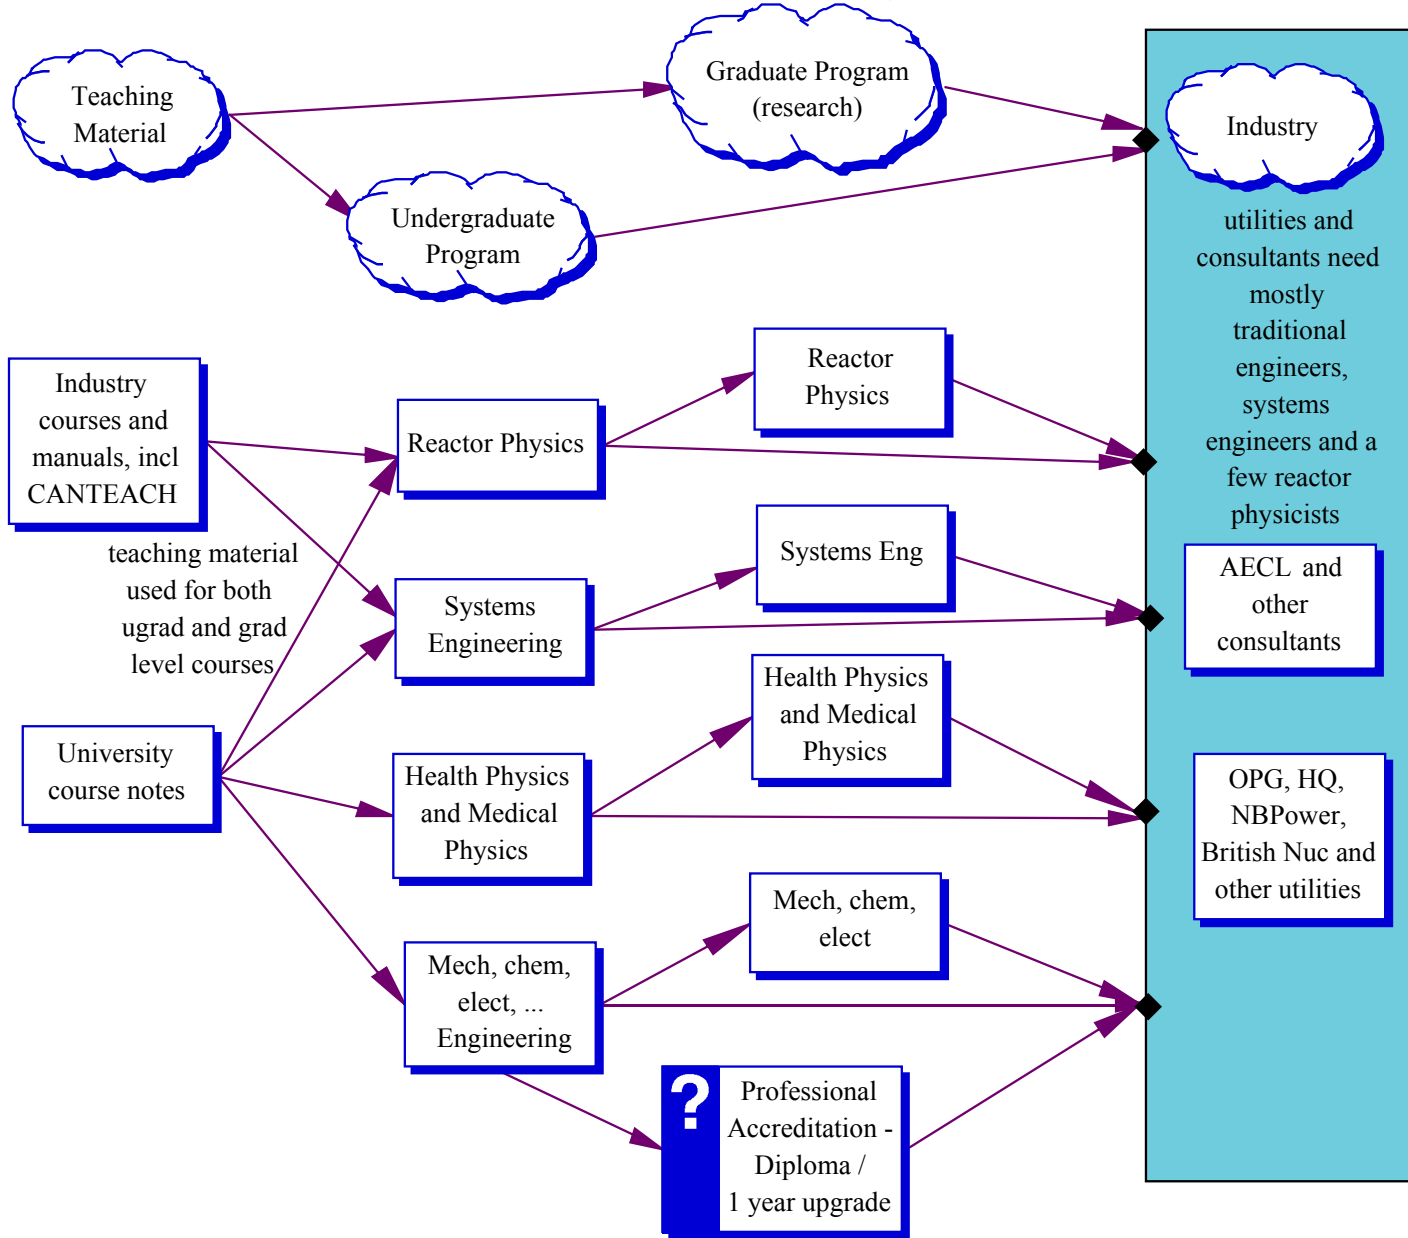 Teaching
Material
Graduate Program
(research)
Industry
Undergraduate
Program
utilities and
consultants need
mostly
traditional
engineers,
systems
engineers and a
few reactor
physicists
Industry
courses and
manuals, incl
CANTEACH
Reactor Physics
Reactor
Physics
teaching material
used for both
ugrad and grad
level courses
Systems
Engineering
Systems Eng
AECL and
other
consultants
University
course notes
Health Physics
and Medical
Physics
Health Physics
and Medical
Physics
OPG, HQ,
NBPower,
British Nuc and
other utilities
Mech, chem,
elect, ...
Engineering
Mech, chem,
elect
?
Professional
Accreditation -
Diploma /
1 year upgrade